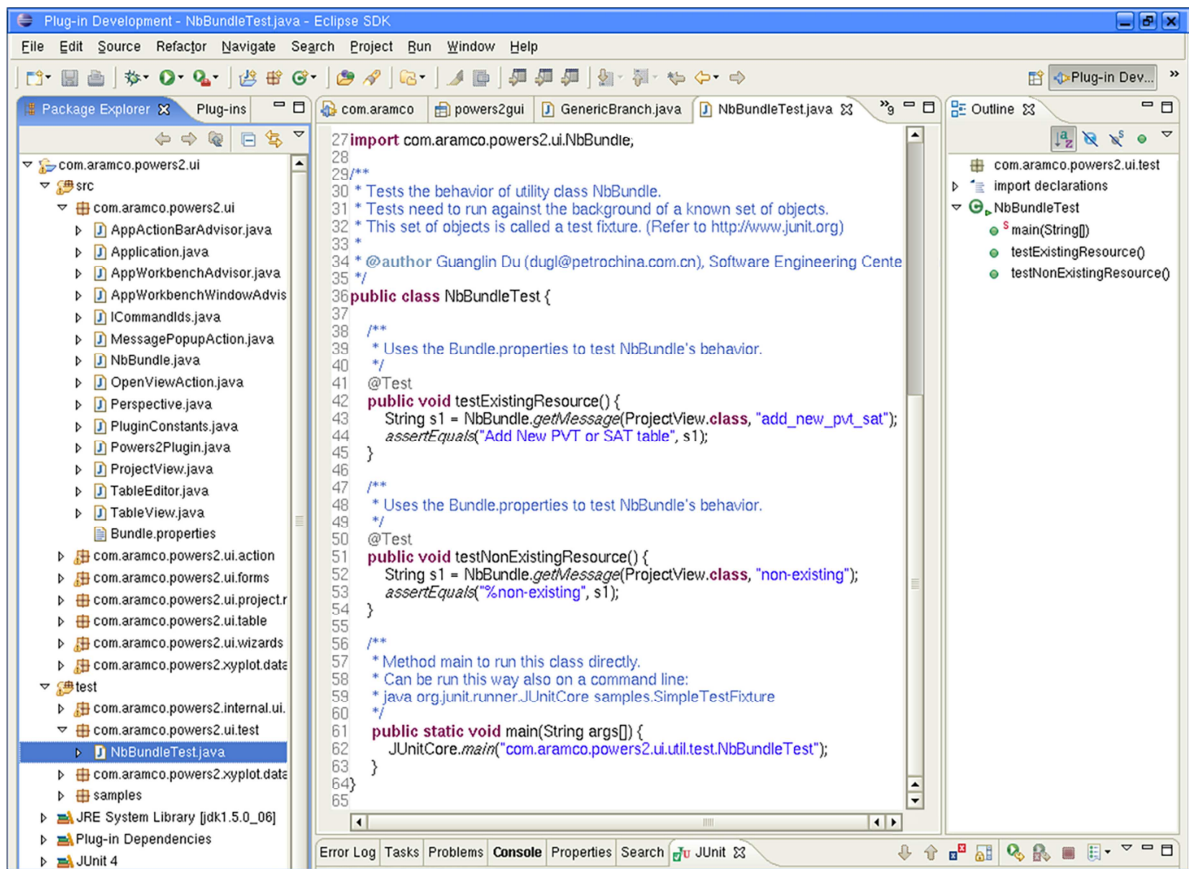 Plug-in Development - NbBundleTest.java - Eclipse SDK
File Edit Source Refactor Navigate Search Project Run Window Help
Plug-in Dev... »
Package Explorer Plug-ins
com.aramco.powers2.ui
src
com.aramco.powers2.ui
AppActionBarAdvisor.java
Application.java
AppWorkbenchAdvisor.java
AppWorkbenchWindowAdvis
ICommandIds.java
MessagePopupAction.java
NbBundle.java
OpenViewAction.java
Perspective.java
PluginConstants.java
Powers2Plugin.java
ProjectView.java
TableEditor.java
TableView.java
Bundle.properties
com.aramco.powers2.ui.action
com.aramco.powers2.ui.forms
com.aramco.powers2.ui.project.r
com.aramco.powers2.ui.table
com.aramco.powers2.ui.wizards
com.aramco.powers2.xyplot.data
test
com.aramco.powers2.internal.ui.
com.aramco.powers2.ui.test
NbBundleTest.java
com.aramco.powers2.xyplot.data
samples
JRE System Library [jdk1.5.0_06]
Plug-in Dependencies
JUnit 4
com.aramco powers2gui GenericBranch.java NbBundleTest.java »9
27 import com.aramco.powers2.ui.NbBundle;
28
29 /**
30 * Tests the behavior of utility class NbBundle.
31 * Tests need to run against the background of a known set of objects.
32 * This set of objects is called a test fixture. (Refer to http://www.junit.org)
33 *
34 * @author Guanglin Du (dugl@petrochina.com.cn), Software Engineering Cente
35 */
36 public class NbBundleTest {
37
38 /**
39 * Uses the Bundle.properties to test NbBundle's behavior.
40 */
41 @Test
42 public void testExistingResource() {
43 String s1 = NbBundle.getMessage(ProjectView.class, "add_new_pvt_sat");
44 assertEquals("Add New PVT or SAT table", s1);
45 }
46
47 /**
48 * Uses the Bundle.properties to test NbBundle's behavior.
49 */
50 @Test
51 public void testNonExistingResource() {
52 String s1 = NbBundle.getMessage(ProjectView.class, "non-existing");
53 assertEquals("%non-existing", s1);
54 }
55
56 /**
57 * Method main to run this class directly.
58 * Can be run this way also on a command line:
59 * java org.junit.runner.JUnitCore samples.SimpleTestFixture
60 */
61 public static void main(String args[]) {
62 JUnitCore.main("com.aramco.powers2.ui.util.test.NbBundleTest");
63 }
64 }
65
Outline
com.aramco.powers2.ui.test
import declarations
NbBundleTest
S main(String[])
testExistingResource()
testNonExistingResource()
Error Log Tasks Problems Console Properties Search JUnit